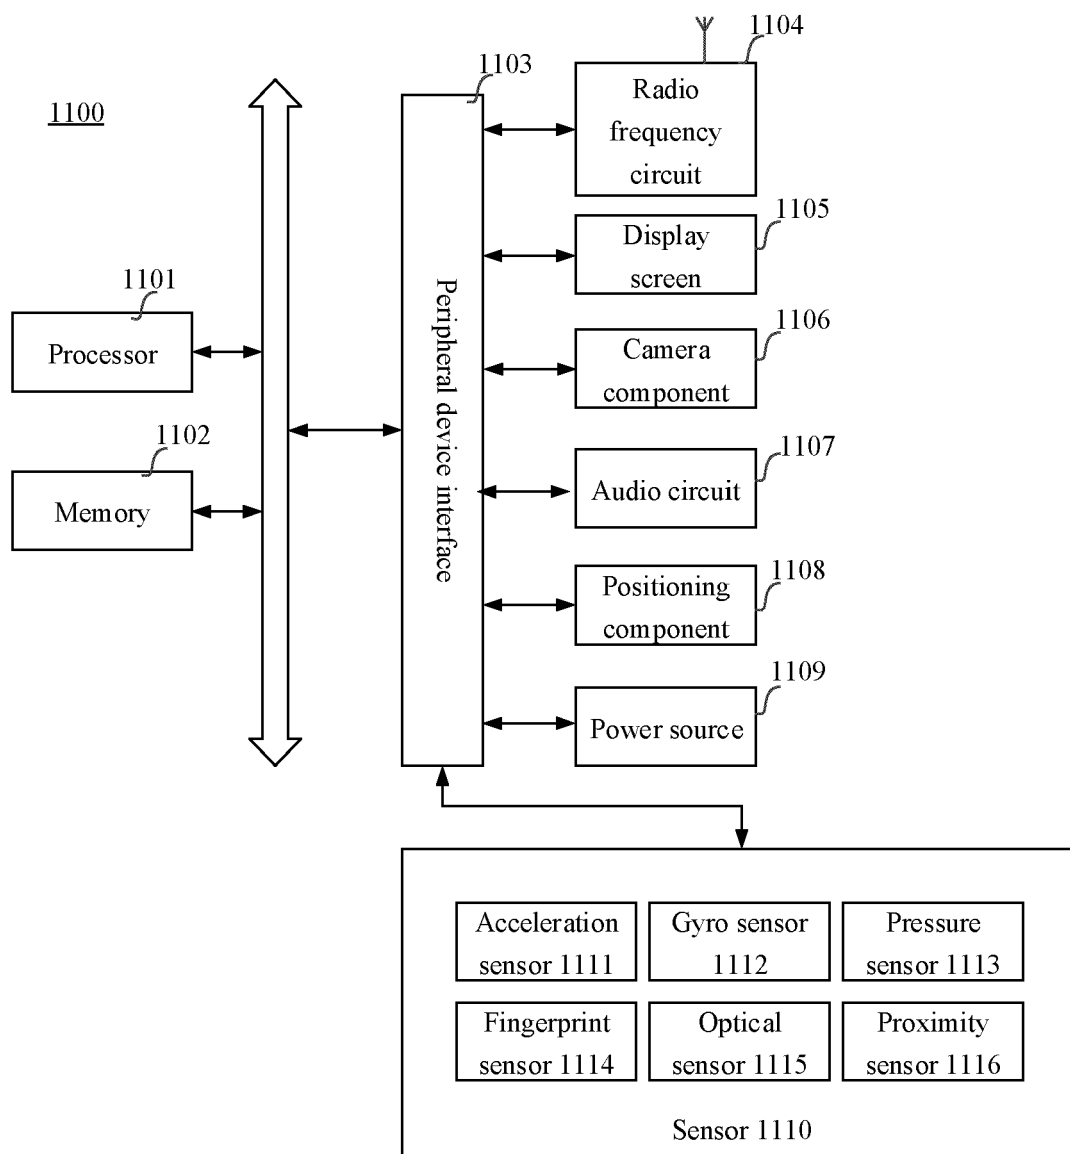 1100
1101
Processor
1102
Memory
1103
Peripheral device interface
1104
Radio
frequency
circuit
1105
Display
screen
1106
Camera
component
1107
Audio circuit
1108
Positioning
component
1109
Power source
Acceleration
sensor 1111
Gyro sensor
1112
Pressure
sensor 1113
Fingerprint
sensor 1114
Optical
sensor 1115
Proximity
sensor 1116
Sensor 1110